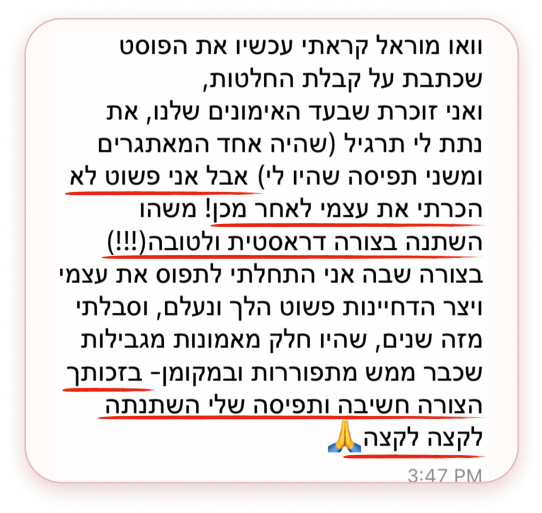 וואו מוראל קראתי עכשיו את הפוסט
שכתבת על קבלת החלטות,
ואני זוכרת שבעד האימונים שלנו, את
נתת לי תרגיל (שהיה אחד המאתגרים
ומשני תפיסה שהיו לי) אבל אני פשוט לא
הכרתי את עצמי לאחר מכן! משהו
השתנה בצורה דראסטית ולטובה(!!!)
בצורה שבה אני התחלתי לתפוס את עצמי
ויצר הדחיינות פשוט הלך ונעלם, וסבלתי
מזה שנים, שהיו חלק מאמונות מגבילות
שכבר ממש מתפוררות ובמקומן- בזכותך
הצורה חשיבה ותפיסה שלי השתנתה
לקצה לקצה🙏
3:47 PM